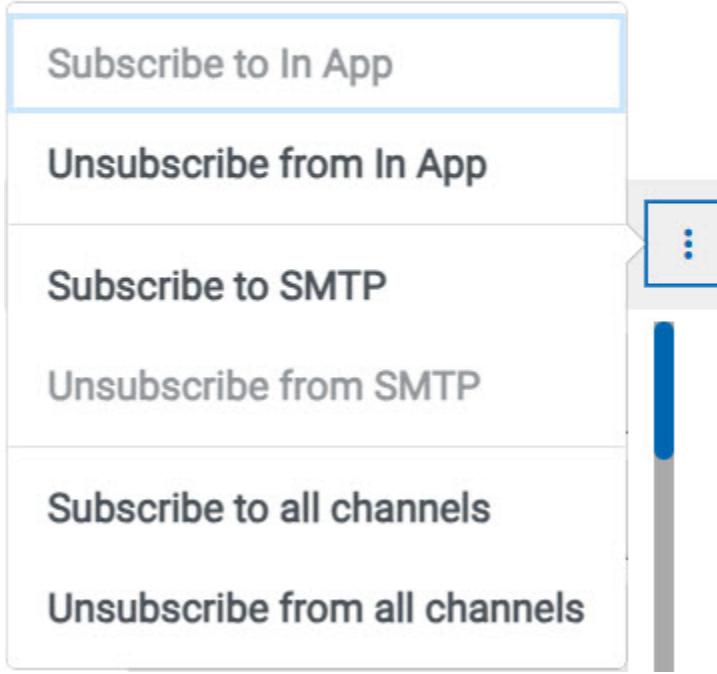 Subscribe to In App
Unsubscribe from In App
Subscribe to SMTP
Unsubscribe from SMTP
Subscribe to all channels
Unsubscribe from all channels